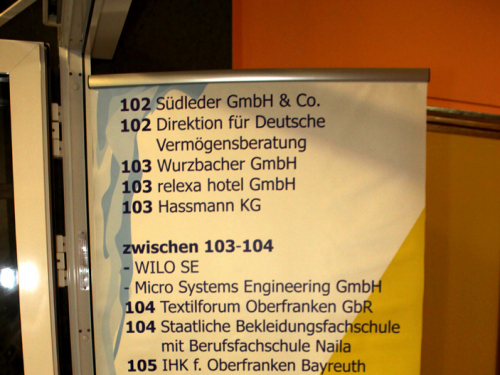 102 Südleder GmbH & Co.
102 Direktion für Deutsche
Vermögensberatung
103 Wurzbacher GmbH
103 relexa hotel GmbH
103 Hassmann KG
zwischen 103-104
- WILO SE
- Micro Systems Engineering GmbH
104 Textilforum Oberfranken GbR
104 Staatliche Bekleidungsfachschule
mit Berufsfachschule Naila
105 IHK f. Oberfranken Bayreuth